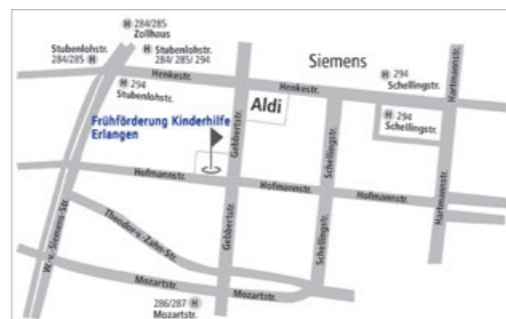 H 284/285
Zollhaus
Stubenlohstr.
284/285 H
H Stubenlohstr.
284/ 285/ 294
Siemens
Henkestr.
Henkestr.
H 294
Schellingstr.
Hartmannstr.
H 294
Stubenlohstr.
Aldi
H 294
Schellingstr.
Frühförderung Kinderhilfe
Erlangen
Gebbertstr.
Schellingstr.
Hofmannstr.
Hofmannstr.
Hofmannstr.
Hartmannstr.
W.-v.-Siemens-Str.
Theodor-v.-Zahn-Str.
Gebbertstr.
Schellingstr.
Mozartstr.
Mozartstr.
286/287 H
Mozartstr.